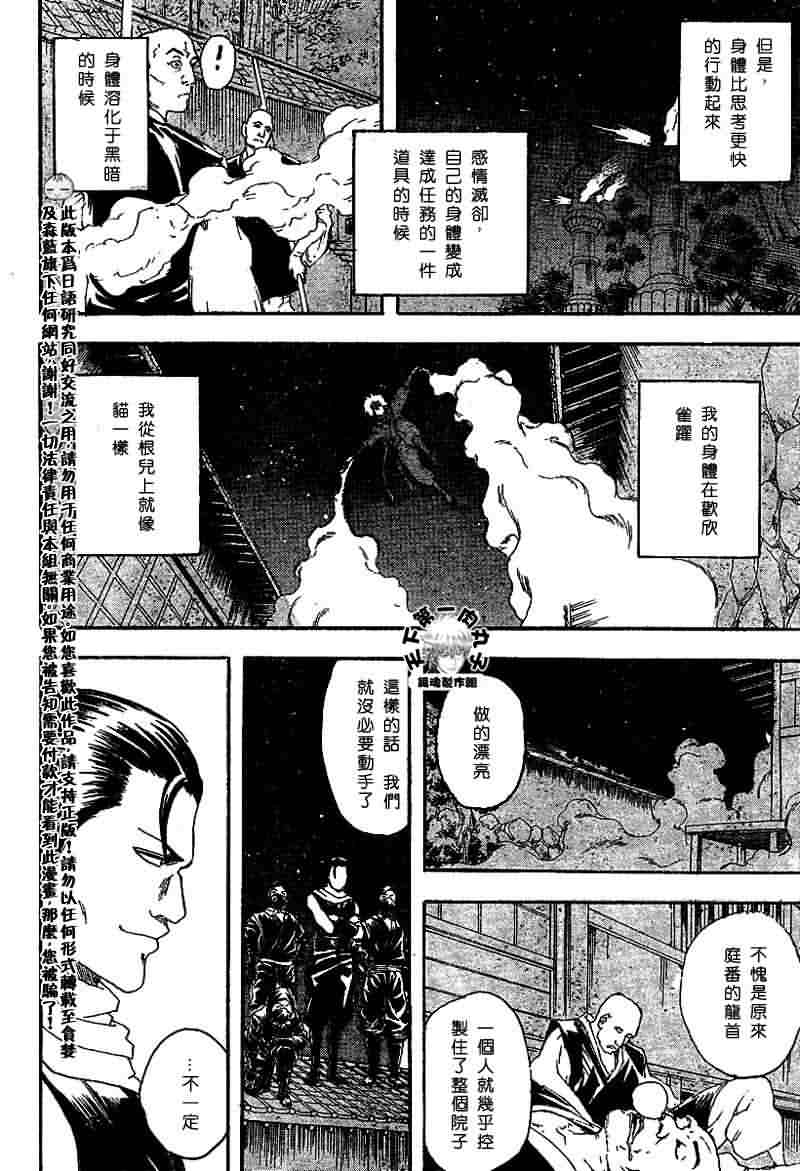 但是，
身體比思考更快
的行動起來
感情滅卻，
自己的身體變成
達成任務的一件
道具的時候
！
身體溶化于黑暗
的時候
我的身體在歡欣
雀躍
我從根兒上就像
貓一樣
做的漂亮
這樣的話 我們
就沒必要動手了
不愧是原來
庭番的龍首
一個人就幾乎控
製住了整個院子
…不一定
天下第一肉丸子
銀魂製作組
此版本爲日語研究同好交流之用，請勿用于任何商業用途，如您喜歡此作品，請支持正版！請勿以任何形式轉載至貪婪
及森藍旗下任何網站，謝謝！一切法律責任與本組無關，如果您被告知需要付款才能看到此漫畫，那麼，您被騙了！